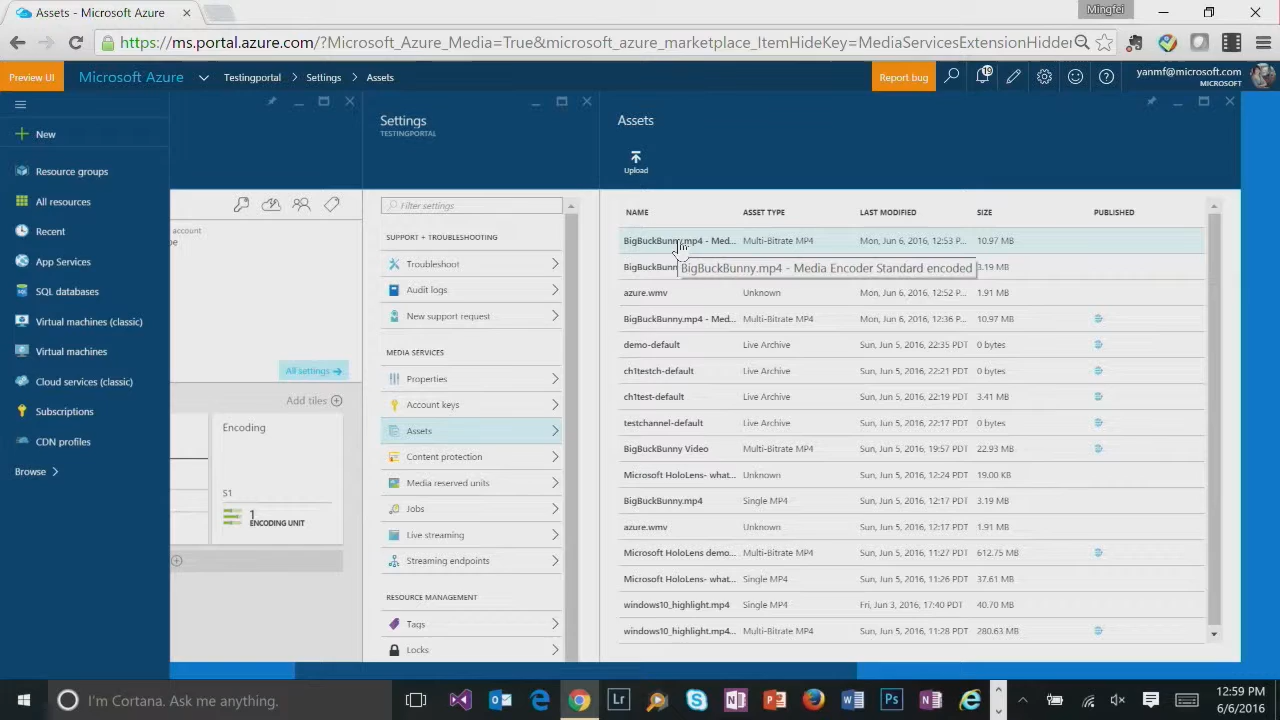 Assets - Microsoft Azure
Mingfei
https://ms.portal.azure.com/?Microsoft_Azure_Media=True&microsoft_azure_marketplace_ItemHideKey=MediaServicesExtensionHidden
Preview UI
Microsoft Azure
Testingportal
Settings
Assets
Report bug
yanmf@microsoft.com
MICROSOFT
New
Resource groups
All resources
Recent
App Services
SQL databases
Virtual machines (classic)
Virtual machines
Cloud services (classic)
Subscriptions
CDN profiles
Browse
account
All settings →
Add tiles
Encoding
S1
1
ENCODING UNIT
Settings
TESTINGPORTAL
Filter settings
SUPPORT + TROUBLESHOOTING
Troubleshoot
Audit logs
New support request
MEDIA SERVICES
Properties
Account keys
Assets
Content protection
Media reserved units
Jobs
Live streaming
Streaming endpoints
RESOURCE MANAGEMENT
Tags
Locks
Assets
Upload
NAME ASSET TYPE LAST MODIFIED SIZE PUBLISHED
BigBuckBunny.mp4 - Med... Multi-Bitrate MP4 Mon, Jun 6, 2016, 12:53 P... 10.97 MB
BigBuckBunn 3.19 MB
BigBuckBunny.mp4 - Media Encoder Standard encoded
azure.wmv Unknown Mon, Jun 6, 2016, 12:52 P... 1.91 MB
BigBuckBunny.mp4 - Med... Multi-Bitrate MP4 Mon, Jun 6, 2016, 12:36 P... 10.97 MB
demo-default Live Archive Sun, Jun 5, 2016, 22:35 PDT 0 bytes
ch1testch-default Live Archive Sun, Jun 5, 2016, 22:21 PDT 0 bytes
ch1test-default Live Archive Sun, Jun 5, 2016, 22:19 PDT 3.41 MB
testchannel-default Live Archive Sun, Jun 5, 2016, 22:17 PDT 0 bytes
BigBuckBunny Video Multi-Bitrate MP4 Sun, Jun 5, 2016, 19:57 PDT 22.93 MB
Microsoft HoloLens- what... Unknown Sun, Jun 5, 2016, 12:24 PDT 19.00 KB
BigBuckBunny.mp4 Single MP4 Sun, Jun 5, 2016, 12:17 PDT 3.19 MB
azure.wmv Unknown Sun, Jun 5, 2016, 12:17 PDT 1.91 MB
Microsoft HoloLens demo... Multi-Bitrate MP4 Sun, Jun 5, 2016, 11:27 PDT 612.75 MB
Microsoft HoloLens- what... Single MP4 Sun, Jun 5, 2016, 11:26 PDT 37.61 MB
windows10_highlight.mp4 Single MP4 Fri, Jun 3, 2016, 17:40 PDT 40.70 MB
windows10_highlight.mp4... Multi-Bitrate MP4 Sun, Jun 5, 2016, 11:28 PDT 280.63 MB
I'm Cortana. Ask me anything.
12:59 PM
6/6/2016